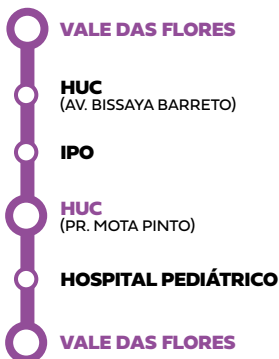 VALE DAS FLORES
HUC
(AV. BISSAYA BARRETO)
IPO
HUC
(PR. MOTA PINTO)
HOSPITAL PEDIÁTRICO
VALE DAS FLORES